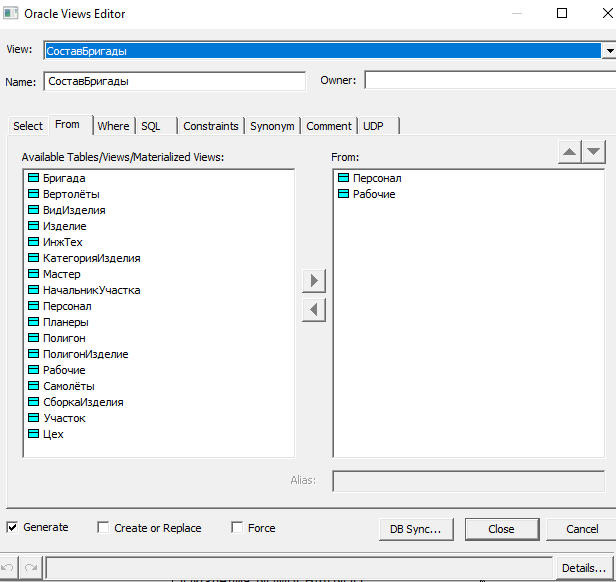 Oracle Views Editor
View: СоставБригады
Name: СоставБригады Owner:
Select From Where SQL Constraints Synonym Comment UDP
Available Tables/Views/Materialized Views: From:
Бригада
Вертолёты
ВидИзделия
Изделие
ИнжТех
КатегорияИзделия
Мастер
НачальникУчастка
Персонал
Планеры
Полигон
ПолигонИзделие
Рабочие
Самолёты
СборкаИзделия
Участок
Цех
Персонал
Рабочие
Alias:
Generate Create or Replace Force DB Sync... Close Cancel
Details...